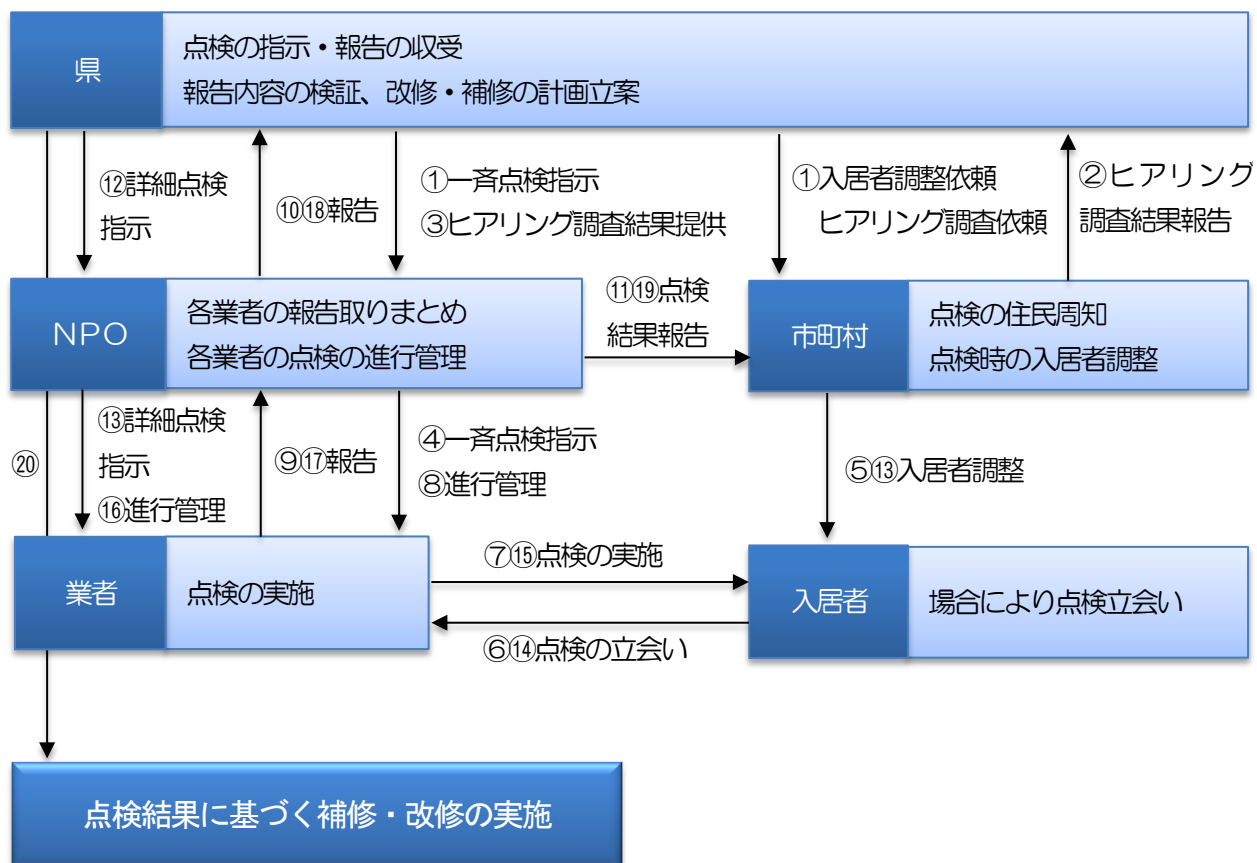 県
点検の指示・報告の収受
報告内容の検証、改修・補修の計画立案
⑫詳細点検
指示
⑩⑱報告
①一斉点検指示
③ヒアリング調査結果提供
①入居者調整依頼
ヒアリング調査依頼
②ヒアリング
調査結果報告
NPO
各業者の報告取りまとめ
各業者の点検の進行管理
⑪⑲点検
結果報告
市町村
点検の住民周知
点検時の入居者調整
⑳
⑬詳細点検
指示
⑯進行管理
⑨⑰報告
④一斉点検指示
⑧進行管理
⑤⑬入居者調整
業者
点検の実施
⑦⑮点検の実施
⑥⑭点検の立会い
入居者
場合により点検立会い
点検結果に基づく補修・改修の実施